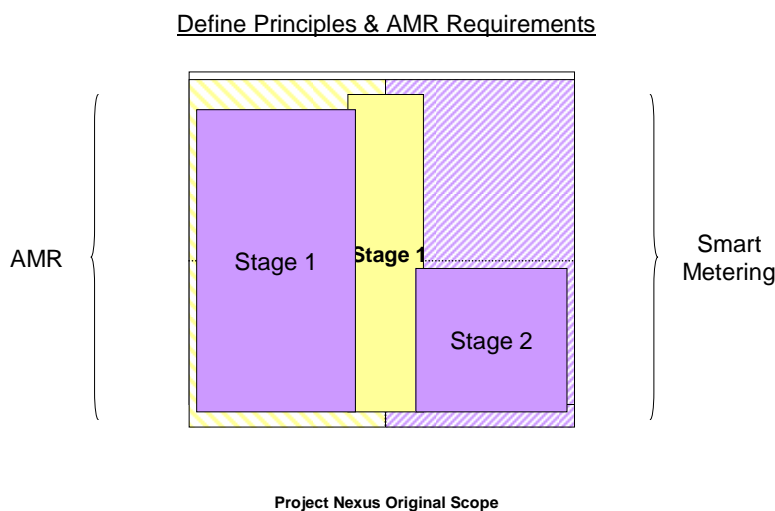 Define Principles & AMR Requirements
AMR
Stage 1
Stage 1
Smart
Metering
Stage 2
Project Nexus Original Scope